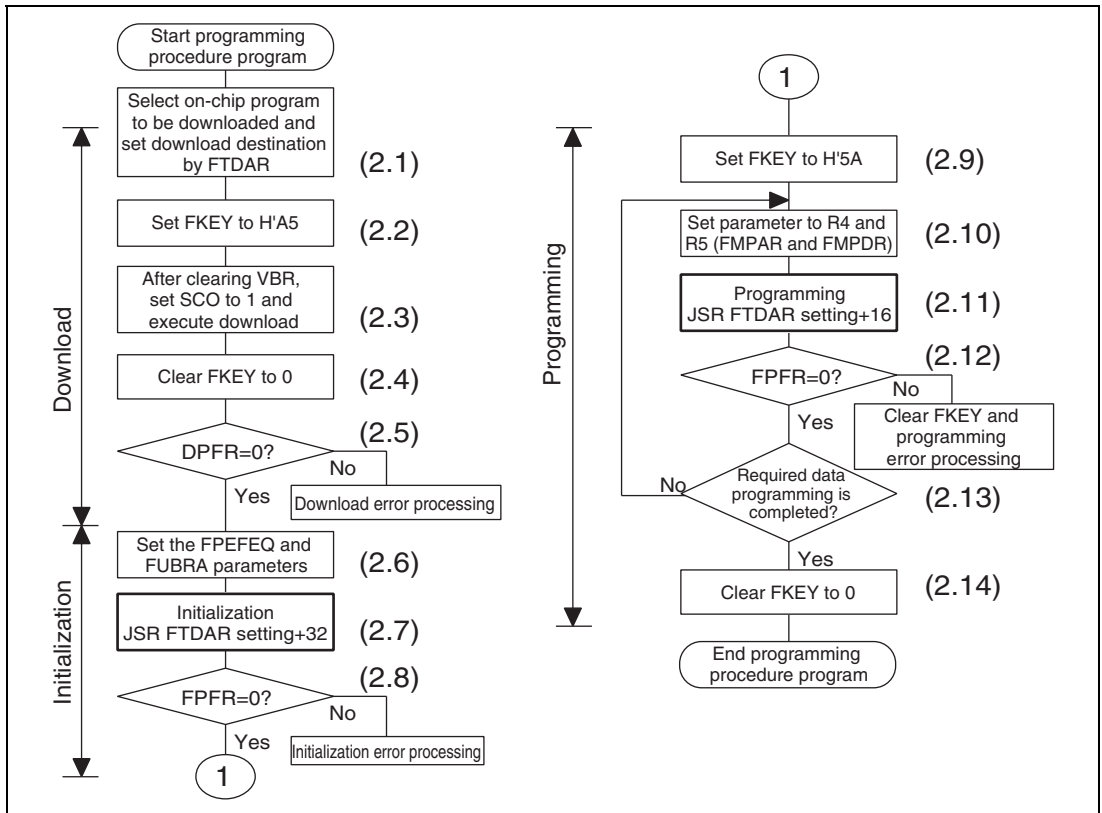 Start programming
procedure program
Select on-chip program
to be downloaded and
set download destination
by FTDAR
(2.1)
Set FKEY to H'A5
(2.2)
After clearing VBR,
set SCO to 1 and
execute download
(2.3)
Clear FKEY to 0
(2.4)
DPFR=0?
(2.5)
No
Yes
Download error processing
Download
Set the FPEFEQ and
FUBRA parameters
(2.6)
Initialization
JSR FTDAR setting+32
(2.7)
FPFR=0?
(2.8)
No
Yes
Initialization error processing
Initialization
1
1
Set FKEY to H'5A
(2.9)
Set parameter to R4 and
R5 (FMPAR and FMPDR)
(2.10)
Programming
JSR FTDAR setting+16
(2.11)
FPFR=0?
(2.12)
No
Yes
Clear FKEY and
programming
error processing
Required data
programming is
completed?
(2.13)
No
Yes
Clear FKEY to 0
(2.14)
Programming
End programming
procedure program